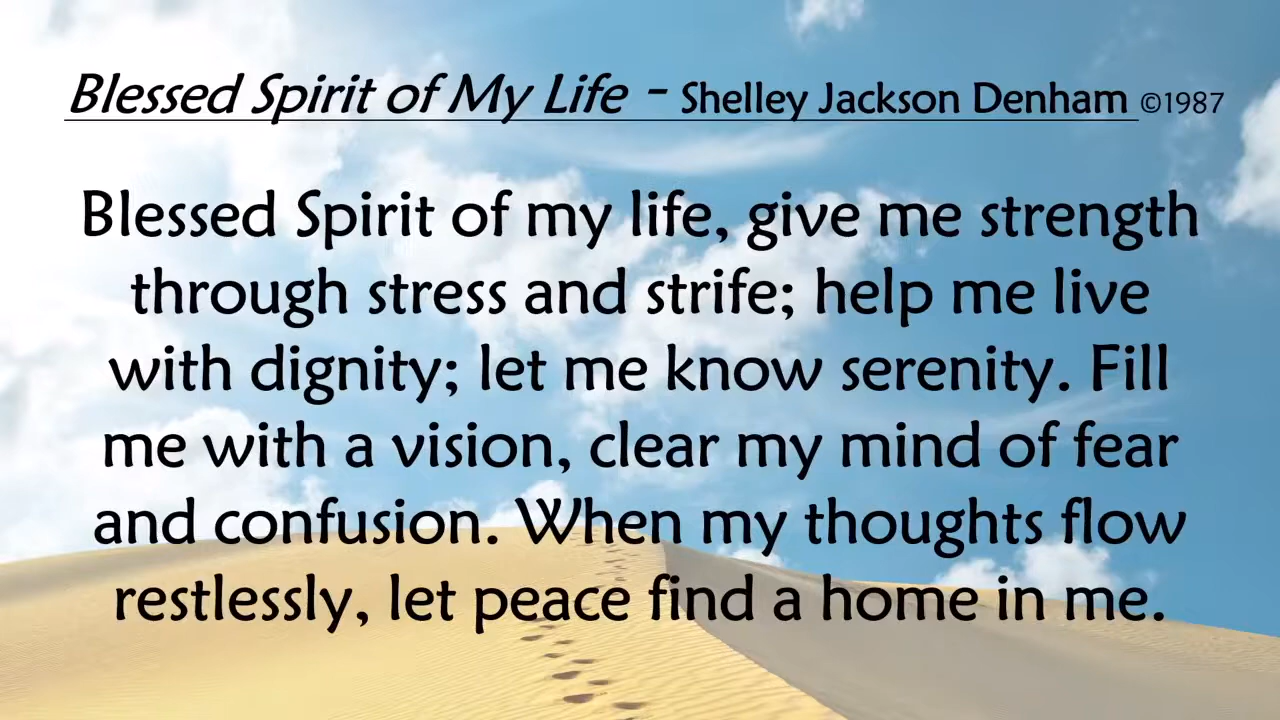 Blessed Spirit of My Life - Shelley Jackson Denham ©1987
Blessed Spirit of my life, give me strength
through stress and strife; help me live
with dignity; let me know serenity. Fill
me with a vision, clear my mind of fear
and confusion. When my thoughts flow
restlessly, let peace find a home in me.